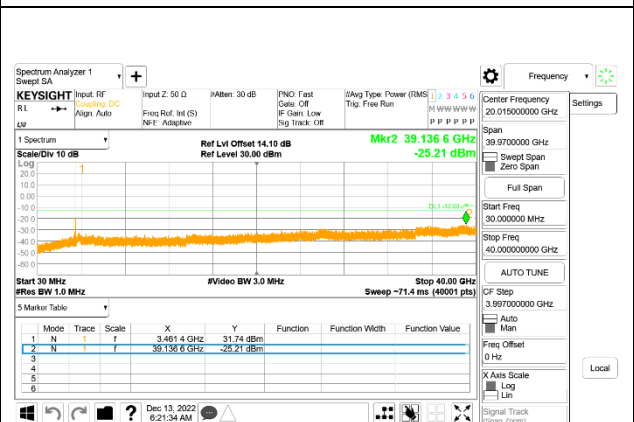 Spectrum Analyzer 1
Swept SA
+
Frequency
KEYSIGHT
Input: RF
Coupling: DC
Align: Auto
Input Z: 50 Ω
Freq Ref: Int (S)
NFE: Adaptive
#Atten: 30 dB
PNO: Fast
Gate: Off
IF Gain: Low
Sig Track: Off
#Avg Type: Power (RMS
Trig: Free Run
1 2 3 4 5 6
M W W W W W
P P P P P P
RL
Settings
1 Spectrum
Scale/Div 10 dB
Log
Ref Lvl Offset 14.10 dB
Ref Level 30.00 dBm
Mkr2 39.136 6 GHz
-25.21 dBm
1
20.0
10.0
0.00
-10.0
-20.0
-30.0
-40.0
-50.0
-60.0
Start 30 MHz
#Res BW 1.0 MHz
#Video BW 3.0 MHz
Stop 40.00 GHz
Sweep ~71.4 ms (40001 pts)
5 Marker Table
Mode Trace Scale X Y Function Function Width Function Value
1 N 1 f 3.461 4 GHz 31.74 dBm
2 N 1 f 39.136 6 GHz -25.21 dBm
3
4
5
6
Center Frequency
20.015000000 GHz
Span
39.9700000 GHz
Swept Span
Zero Span
Full Span
Start Freq
30.000000 MHz
Stop Freq
40.000000000 GHz
AUTO TUNE
CF Step
3.997000000 GHz
Auto
Man
Freq Offset
0 Hz
X Axis Scale
Log
Lin
Signal Track
(Span Zoom)
Local
?
Dec 13, 2022
6:21:34 AM